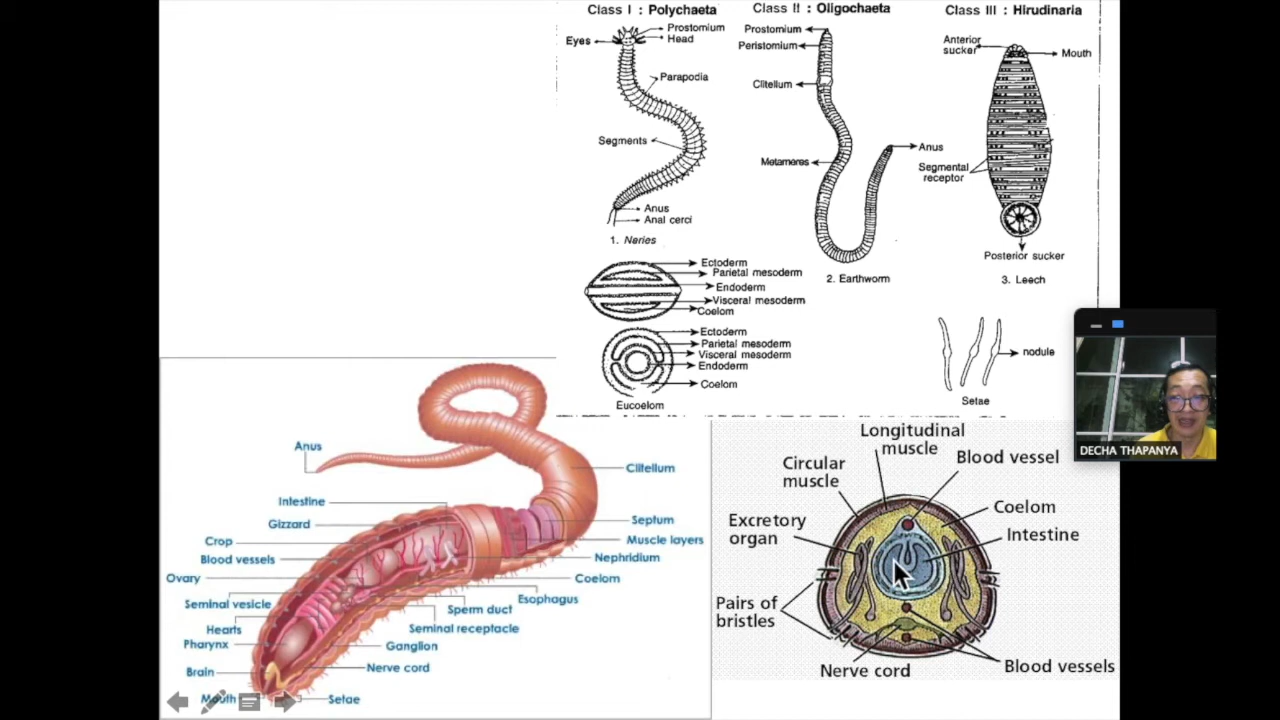 Class I : Polychaeta
Prostomium
Head
Eyes
Parapodia
Segments
Anus
Anal cerci
1. Neries
Class II : Oligochaeta
Prostomium
Peristomium
Clitellum
Metameres
Anus
2. Earthworm
Class III : Hirudinaria
Anterior
sucker
Mouth
Segmental
receptor
Posterior sucker
3. Leech
Ectoderm
Parietal mesoderm
Endoderm
Visceral mesoderm
Coelom
Ectoderm
Parietal mesoderm
Visceral mesoderm
Endoderm
Coelom
Eucoelom
nodule
Setae
DECHA THAPANYA
Anus
Clitellum
Intestine
Gizzard
Crop
Blood vessels
Ovary
Seminal vesicle
Hearts
Pharynx
Brain
Mouth
Septum
Muscle layers
Nephridium
Coelom
Esophagus
Sperm duct
Seminal receptacle
Ganglion
Nerve cord
Setae
Longitudinal
muscle
Blood vessel
Circular
muscle
Coelom
Excretory
organ
Intestine
Pairs of
bristles
Nerve cord
Blood vessels